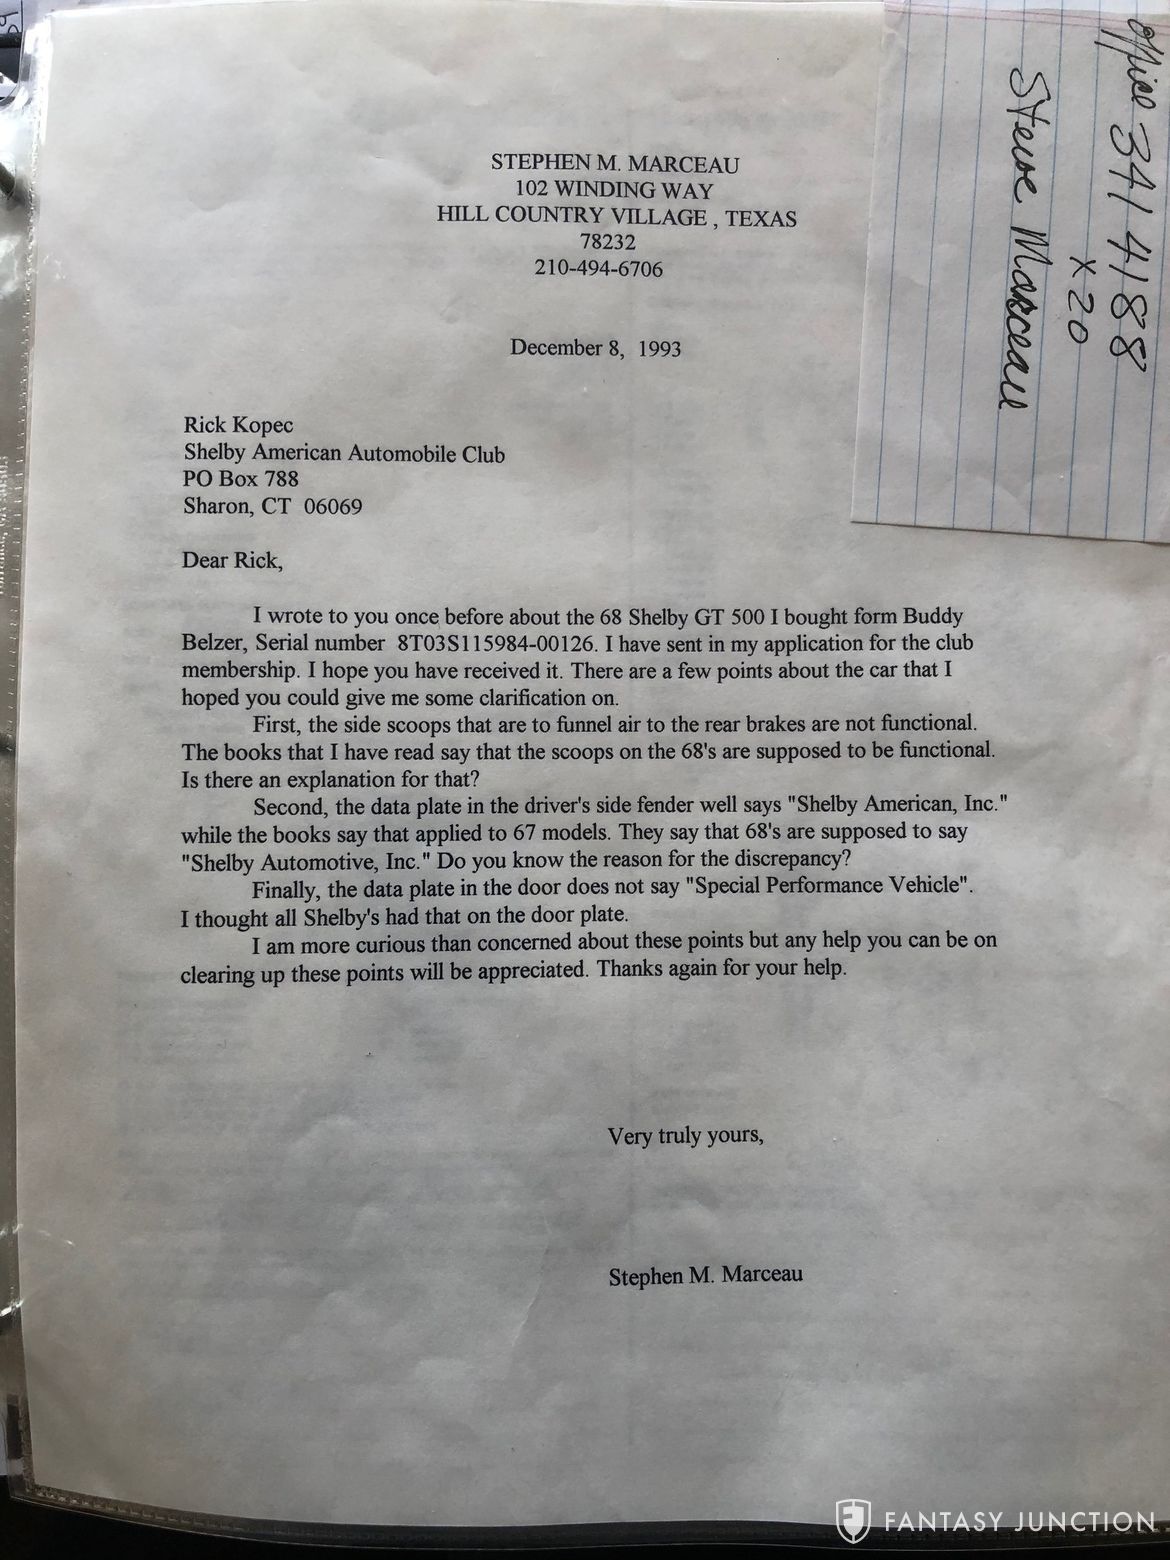 office 341 4188
x 20
Steve Marceau
STEPHEN M. MARCEAU
102 WINDING WAY
HILL COUNTRY VILLAGE , TEXAS
78232
210-494-6706
December 8, 1993
Rick Kopec
Shelby American Automobile Club
PO Box 788
Sharon, CT 06069
Dear Rick,
I wrote to you once before about the 68 Shelby GT 500 I bought form Buddy
Belzer, Serial number 8T03S115984-00126. I have sent in my application for the club
membership. I hope you have received it. There are a few points about the car that I
hoped you could give me some clarification on.
First, the side scoops that are to funnel air to the rear brakes are not functional.
The books that I have read say that the scoops on the 68's are supposed to be functional.
Is there an explanation for that?
Second, the data plate in the driver's side fender well says "Shelby American, Inc."
while the books say that applied to 67 models. They say that 68's are supposed to say
"Shelby Automotive, Inc." Do you know the reason for the discrepancy?
Finally, the data plate in the door does not say "Special Performance Vehicle".
I thought all Shelby's had that on the door plate.
I am more curious than concerned about these points but any help you can be on
clearing up these points will be appreciated. Thanks again for your help.
Very truly yours,
Stephen M. Marceau
FANTASY JUNCTION